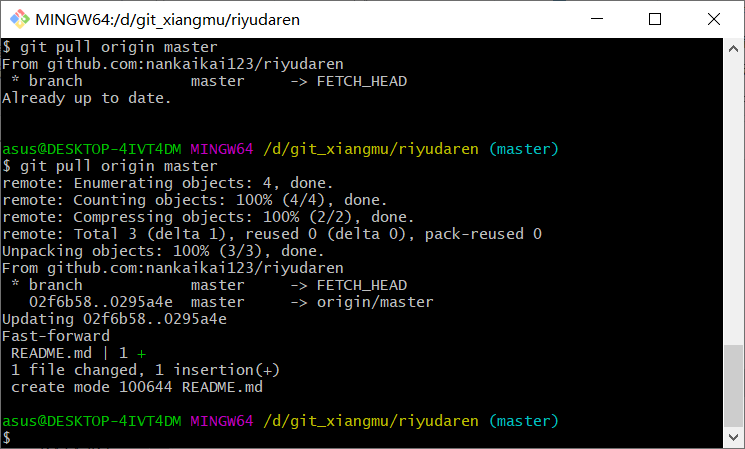 MINGW64:/d/git_xiangmu/riyudaren
$ git pull origin master
From github.com:nankaikai123/riyudaren
 * branch            master     -> FETCH_HEAD
Already up to date.
asus@DESKTOP-4IVT4DM MINGW64 /d/git_xiangmu/riyudaren (master)
$ git pull origin master
remote: Enumerating objects: 4, done.
remote: Counting objects: 100% (4/4), done.
remote: Compressing objects: 100% (2/2), done.
remote: Total 3 (delta 1), reused 0 (delta 0), pack-reused 0
Unpacking objects: 100% (3/3), done.
From github.com:nankaikai123/riyudaren
 * branch            master     -> FETCH_HEAD
   02f6b58..0295a4e  master     -> origin/master
Updating 02f6b58..0295a4e
Fast-forward
 README.md | 1 +
 1 file changed, 1 insertion(+)
 create mode 100644 README.md
asus@DESKTOP-4IVT4DM MINGW64 /d/git_xiangmu/riyudaren (master)
$